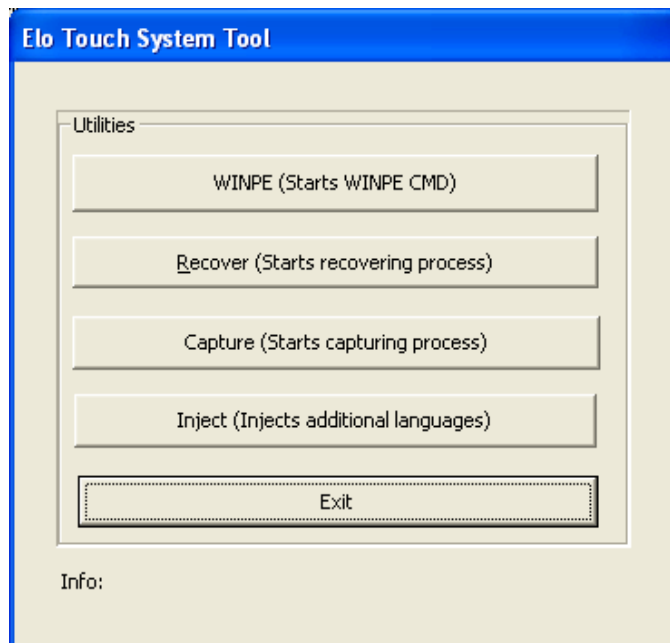 Elo Touch System Tool
Utilities
WINPE (Starts WINPE CMD)
Recover (Starts recovering process)
Capture (Starts capturing process)
Inject (Injects additional languages)
Exit
Info: